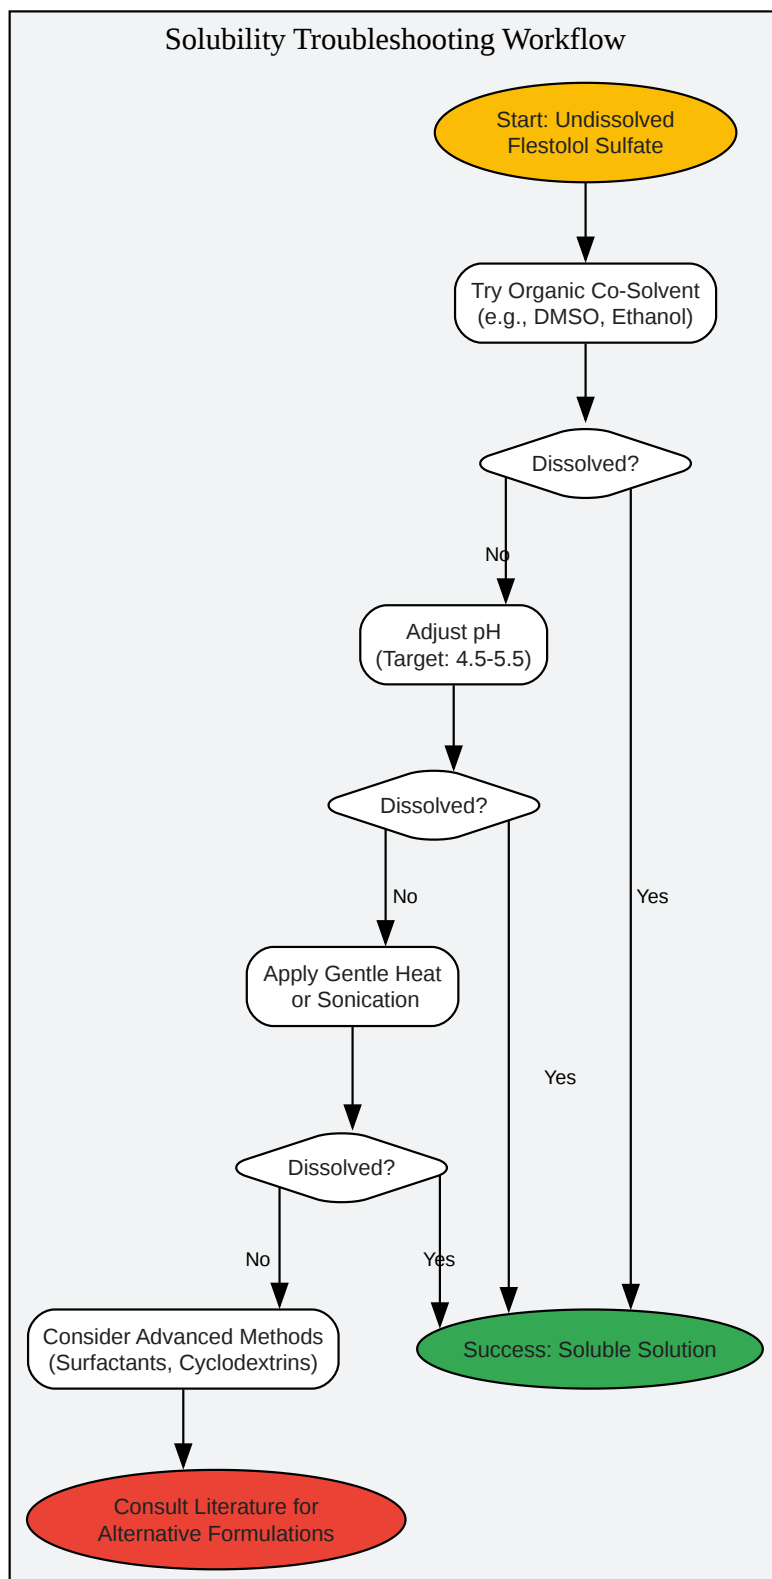 Solubility Troubleshooting Workflow
Start: Undissolved
Flestolol Sulfate
Try Organic Co-Solvent
(e.g., DMSO, Ethanol)
Dissolved?
No
Adjust pH
(Target: 4.5-5.5)
Dissolved?
No
Yes
Apply Gentle Heat
or Sonication
Yes
Dissolved?
No
Yes
Consider Advanced Methods
(Surfactants, Cyclodextrins)
Success: Soluble Solution
Consult Literature for
Alternative Formulations